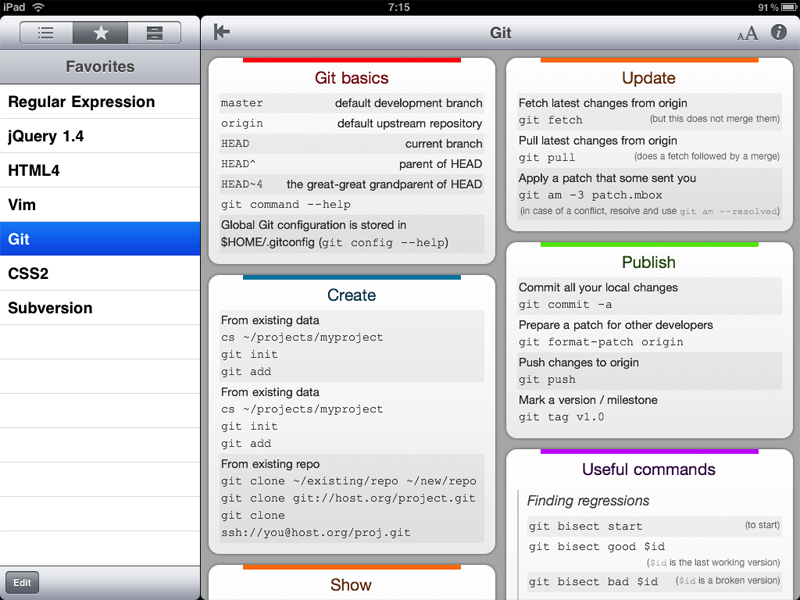 iPad
7:15
91 %
Favorites
Regular Expression
jQuery 1.4
HTML4
Vim
Git
CSS2
Subversion
Edit
Git
AA
i
Git basics
master default development branch
origin default upstream repository
HEAD current branch
HEAD^ parent of HEAD
HEAD~4 the great-great grandparent of HEAD
git command --help
Global Git configuration is stored in
$HOME/.gitconfig (git config --help)
Create
From existing data
cs ~/projects/myproject
git init
git add
From existing data
cs ~/projects/myproject
git init
git add
From existing repo
git clone ~/existing/repo ~/new/repo
git clone git://host.org/project.git
git clone
ssh://you@host.org/proj.git
Show
Update
Fetch latest changes from origin
git fetch (but this does not merge them)
Pull latest changes from origin
git pull (does a fetch followed by a merge)
Apply a patch that some sent you
git am -3 patch.mbox
(in case of a conflict, resolve and use git am --resolved)
Publish
Commit all your local changes
git commit -a
Prepare a patch for other developers
git format-patch origin
Push changes to origin
git push
Mark a version / milestone
git tag v1.0
Useful commands
Finding regressions
git bisect start (to start)
git bisect good $id
($id is the last working version)
git bisect bad $id ($id is a broken version)